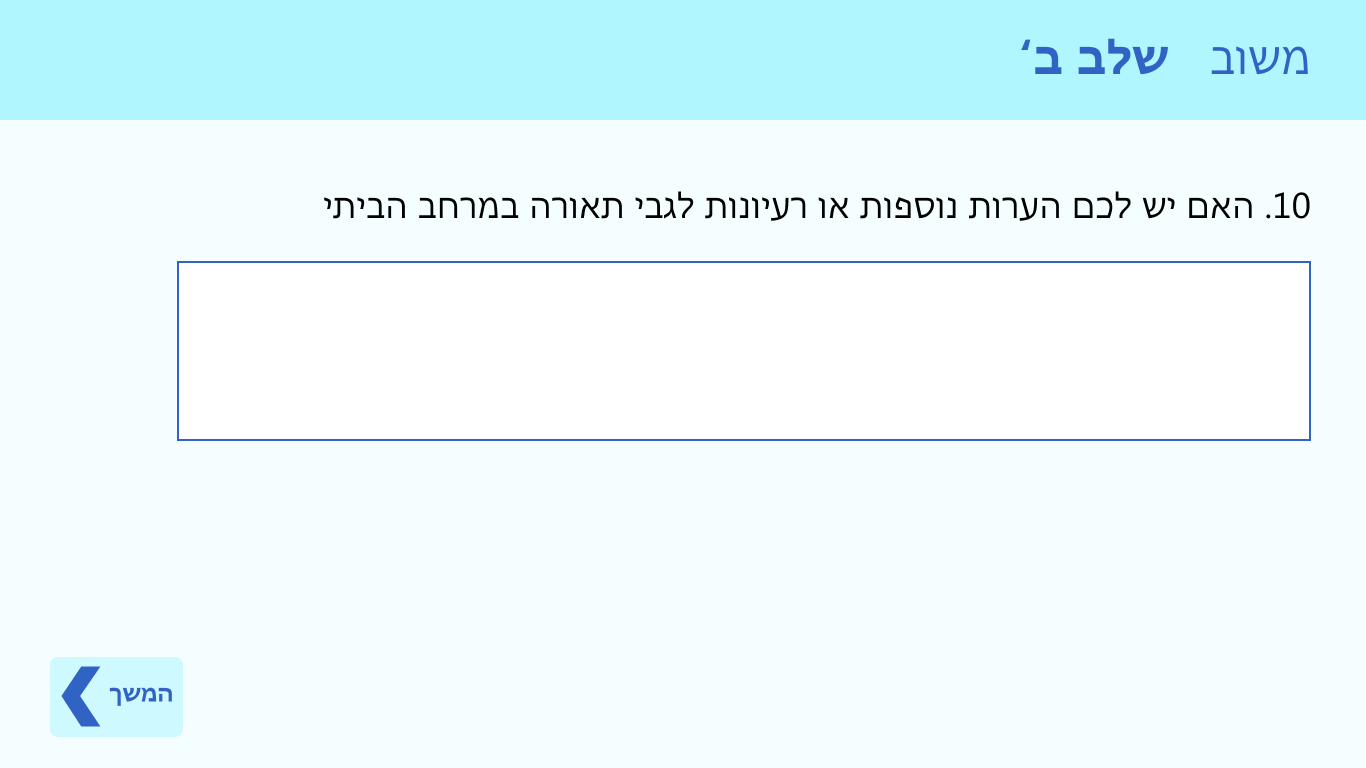 משוב שלב ב‘
10. האם יש לכם הערות נוספות או רעיונות לגבי תאורה במרחב הביתי
המשך